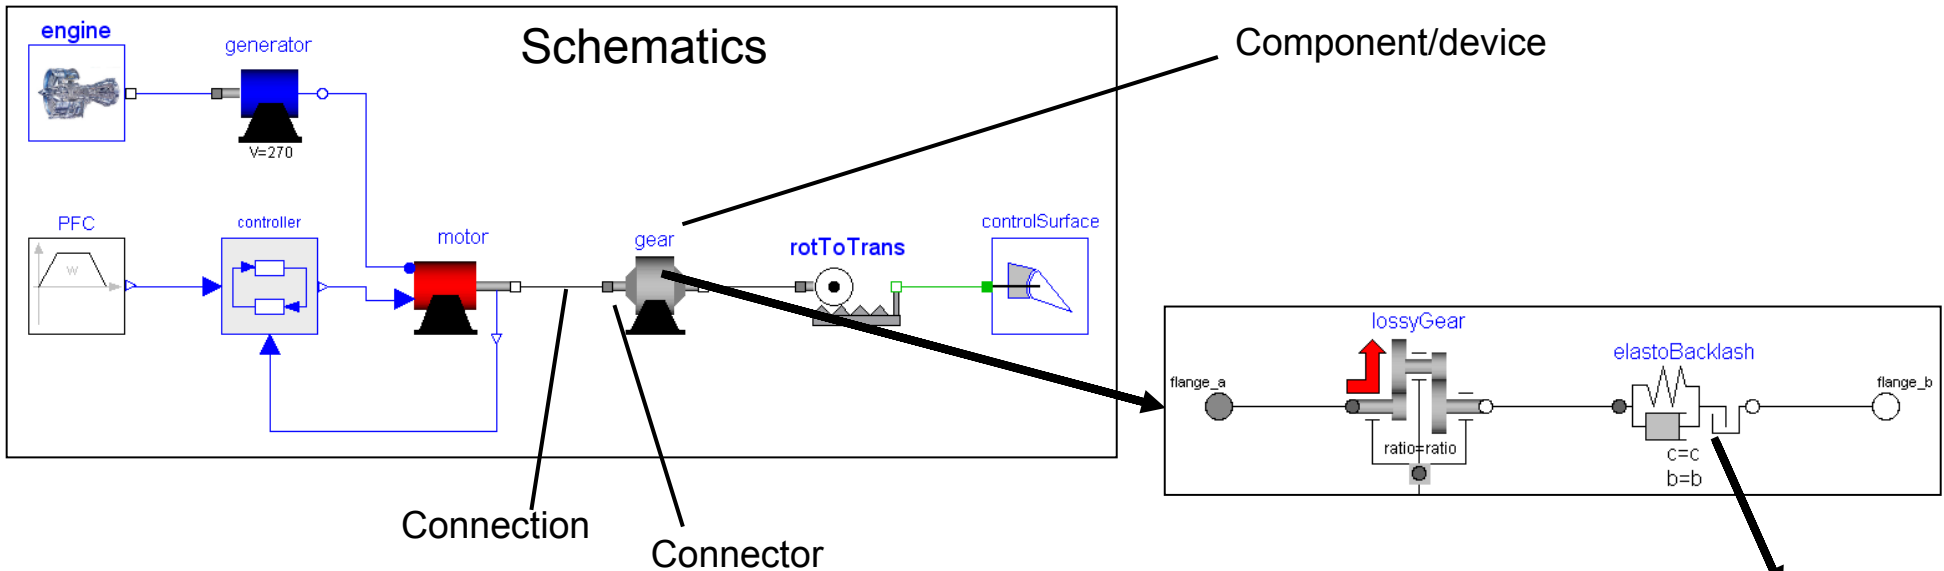 Schematics
Component/device
engine
generator
V=270
PFC
w
controller
motor
gear
rotToTrans
controlSurface
Connection
Connector
lossyGear
flange_a
ratio=ratio
elastoBacklash
c=c
b=b
flange_b